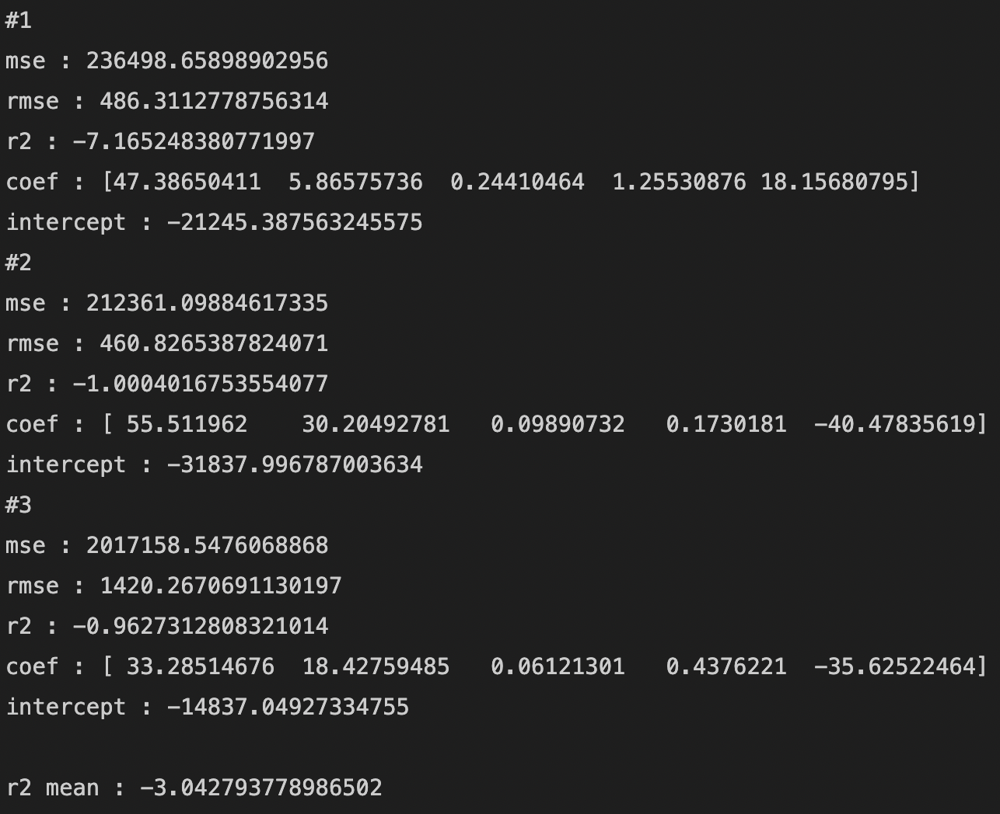 #1
mse : 236498.65898902956
rmse : 486.3112778756314
r2 : -7.165248380771997
coef : [47.38650411  5.86575736  0.24410464  1.25530876 18.15680795]
intercept : -21245.387563245575
#2
mse : 212361.09884617335
rmse : 460.8265387824071
r2 : -1.0004016753554077
coef : [ 55.511962    30.20492781   0.09890732   0.1730181  -40.47835619]
intercept : -31837.996787003634
#3
mse : 2017158.5476068868
rmse : 1420.2670691130197
r2 : -0.9627312808321014
coef : [ 33.28514676  18.42759485   0.06121301   0.4376221  -35.62522464]
intercept : -14837.04927334755
r2 mean : -3.042793778986502